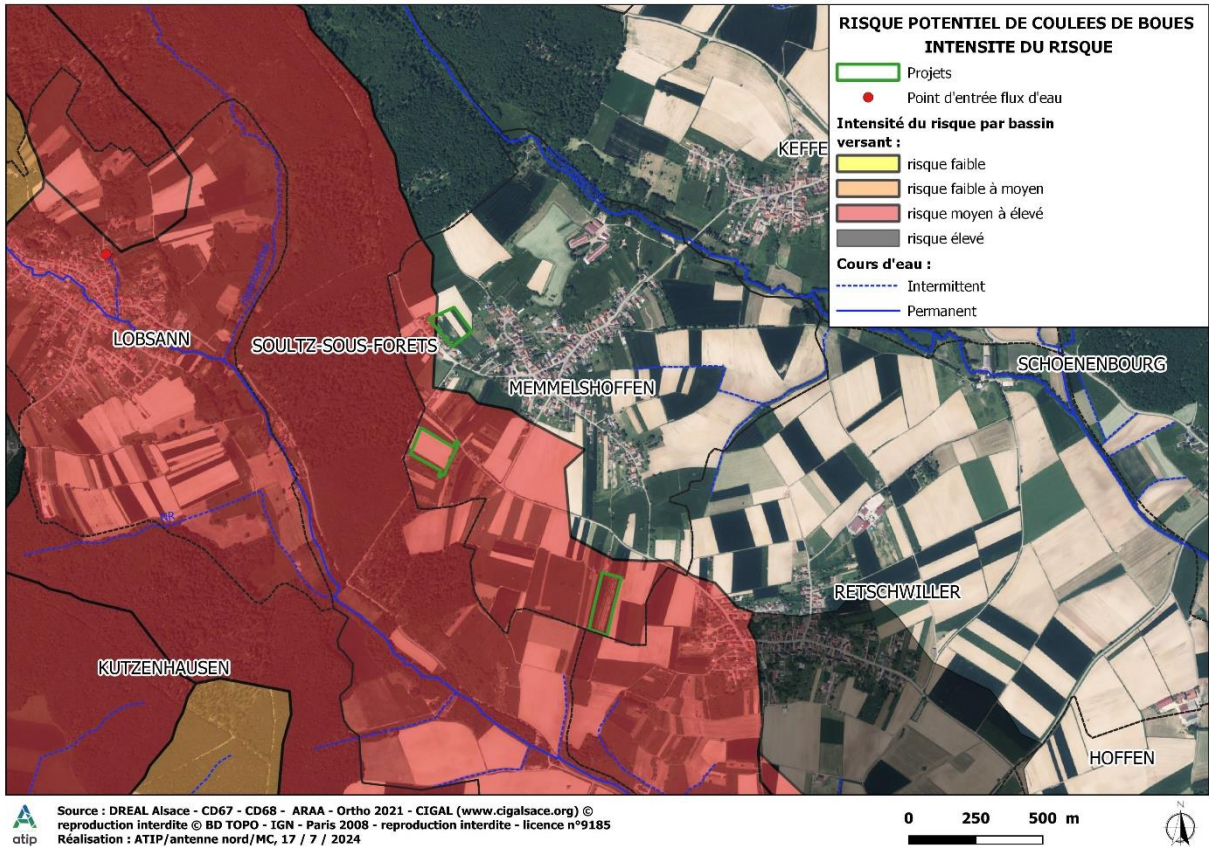 RISQUE POTENTIEL DE COULEES DE BOUES
INTENSITE DU RISQUE
Projets
Point d'entrée flux d'eau
Intensité du risque par bassin
versant :
risque faible
risque faible à moyen
risque moyen à élevé
risque élevé
Cours d'eau :
Intermittent
Permanent
KEFFE
LOBSANN
SOULTZ-SOUS-FORETS
MEMMELSHOFFEN
SCHOENENBOURG
RETSCHWILLER
KUTZENHAUSEN
HOFFEN
atip
Source : DREAL Alsace - CD67 - CD68 - ARAA - Ortho 2021 - CIGAL (www.cigalsace.org) ©
reproduction interdite © BD TOPO - IGN - Paris 2008 - reproduction interdite - licence n°9185
Réalisation : ATIP/antenne nord/MC, 17 / 7 / 2024
0 250 500 m
N